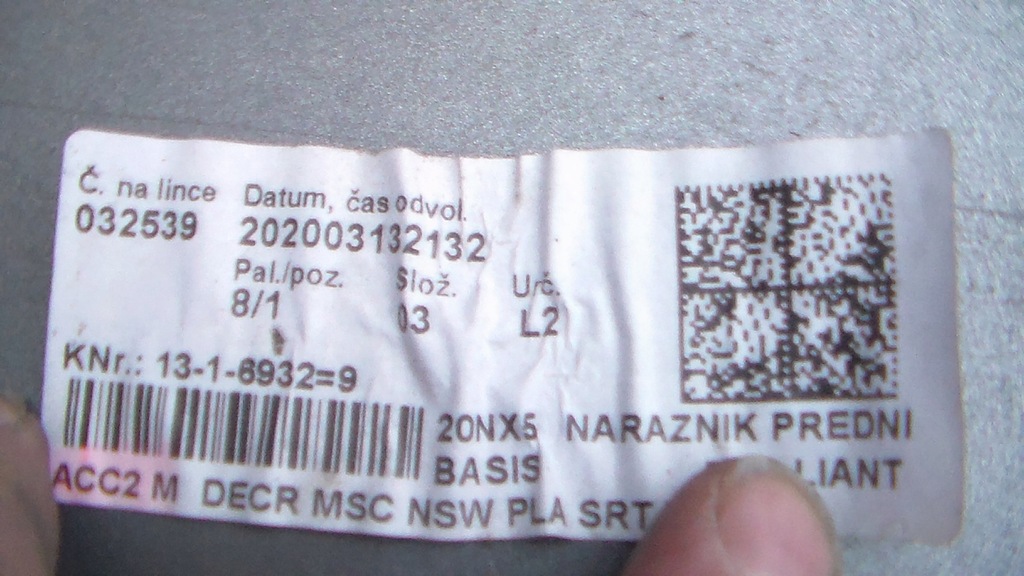 Č. na lince Datum, čas odvol.
032539 202003132132
Pal./poz. Slož. Urč.
8/1 03 L2
KNr.: 13-1-6932=9
20NX5 NARAZNIK PREDNI
BASIS
ACC2 M DECR MSC NSW PLA SRT